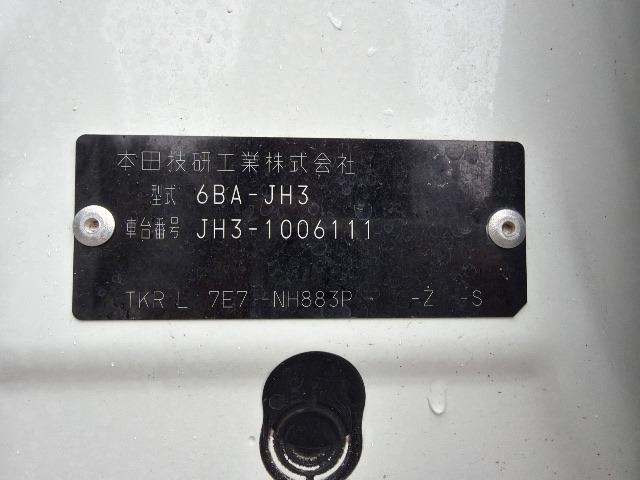 本田技研工業株式会社
型式 6BA-JH3
車台番号 JH3-1006111
TKR L 7E7 -NH883P - -Z -S